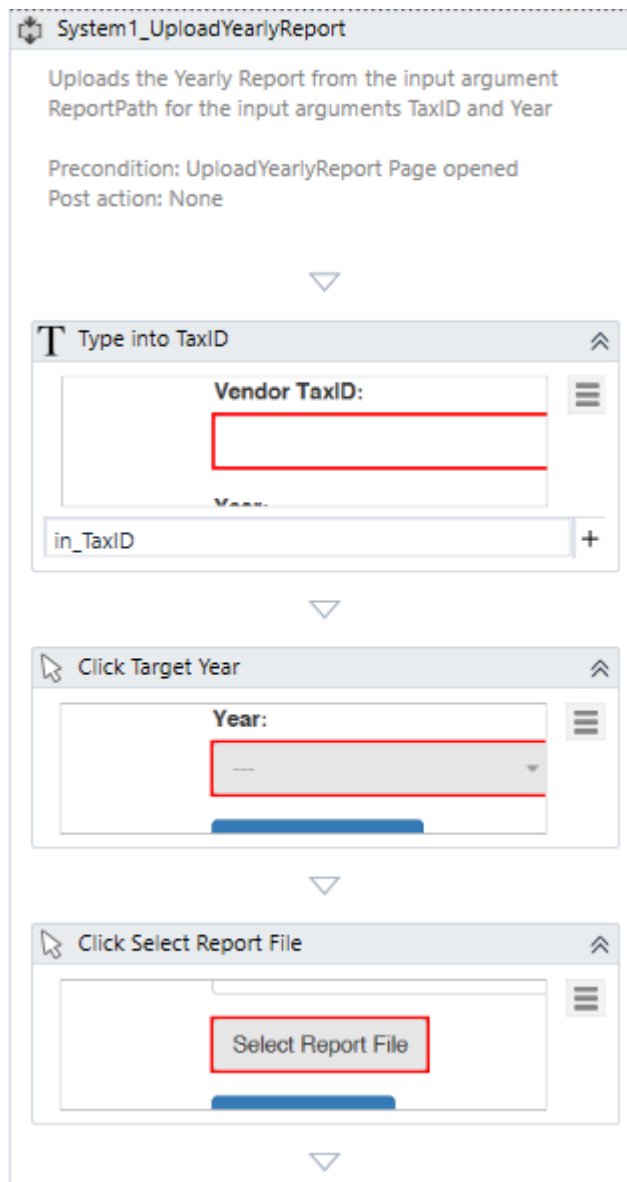 System1_UploadYearlyReport
Uploads the Yearly Report from the input argument
ReportPath for the input arguments TaxID and Year
Precondition: UploadYearlyReport Page opened
Post action: None
T Type into TaxID
Vendor TaxID:
Year:
in_TaxID
+
Click Target Year
Year:
---
Click Select Report File
Select Report File